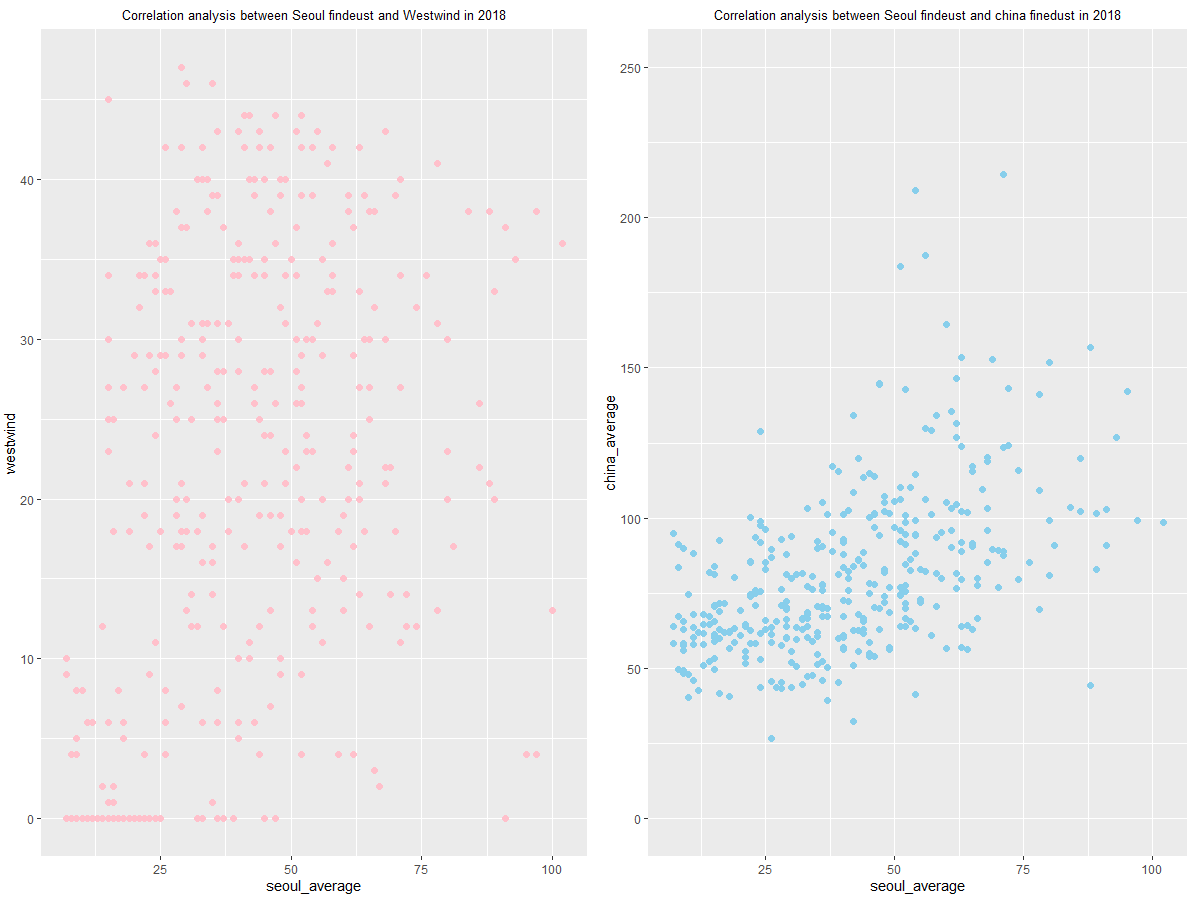 Correlation analysis between Seoul findeust and Westwind in 2018
westwind
40
30
20
10
0
25 50 75 100
seoul_average
Correlation analysis between Seoul findeust and china finedust in 2018
china_average
250
200
150
100
50
0
25 50 75 100
seoul_average